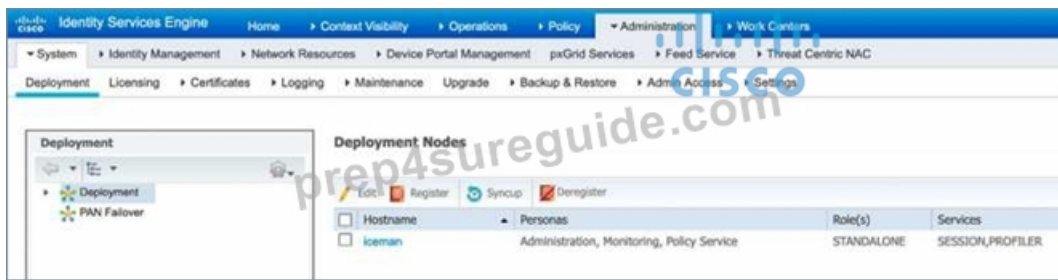 cisco Identity Services Engine Home Context Visibility Operations Policy Administration Work Centers
System Identity Management Network Resources Device Portal Management pxGrid Services Feed Service Threat Centric NAC
CISCO
Deployment Licensing Certificates Logging Maintenance Upgrade Backup & Restore Admin Access Settings
prep4sureguide.com
Deployment
Deployment
PAN Failover
Deployment Nodes
Edit Register Syncup Deregister
Hostname Personas Role(s) Services
iceman Administration, Monitoring, Policy Service STANDALONE SESSION,PROFILER